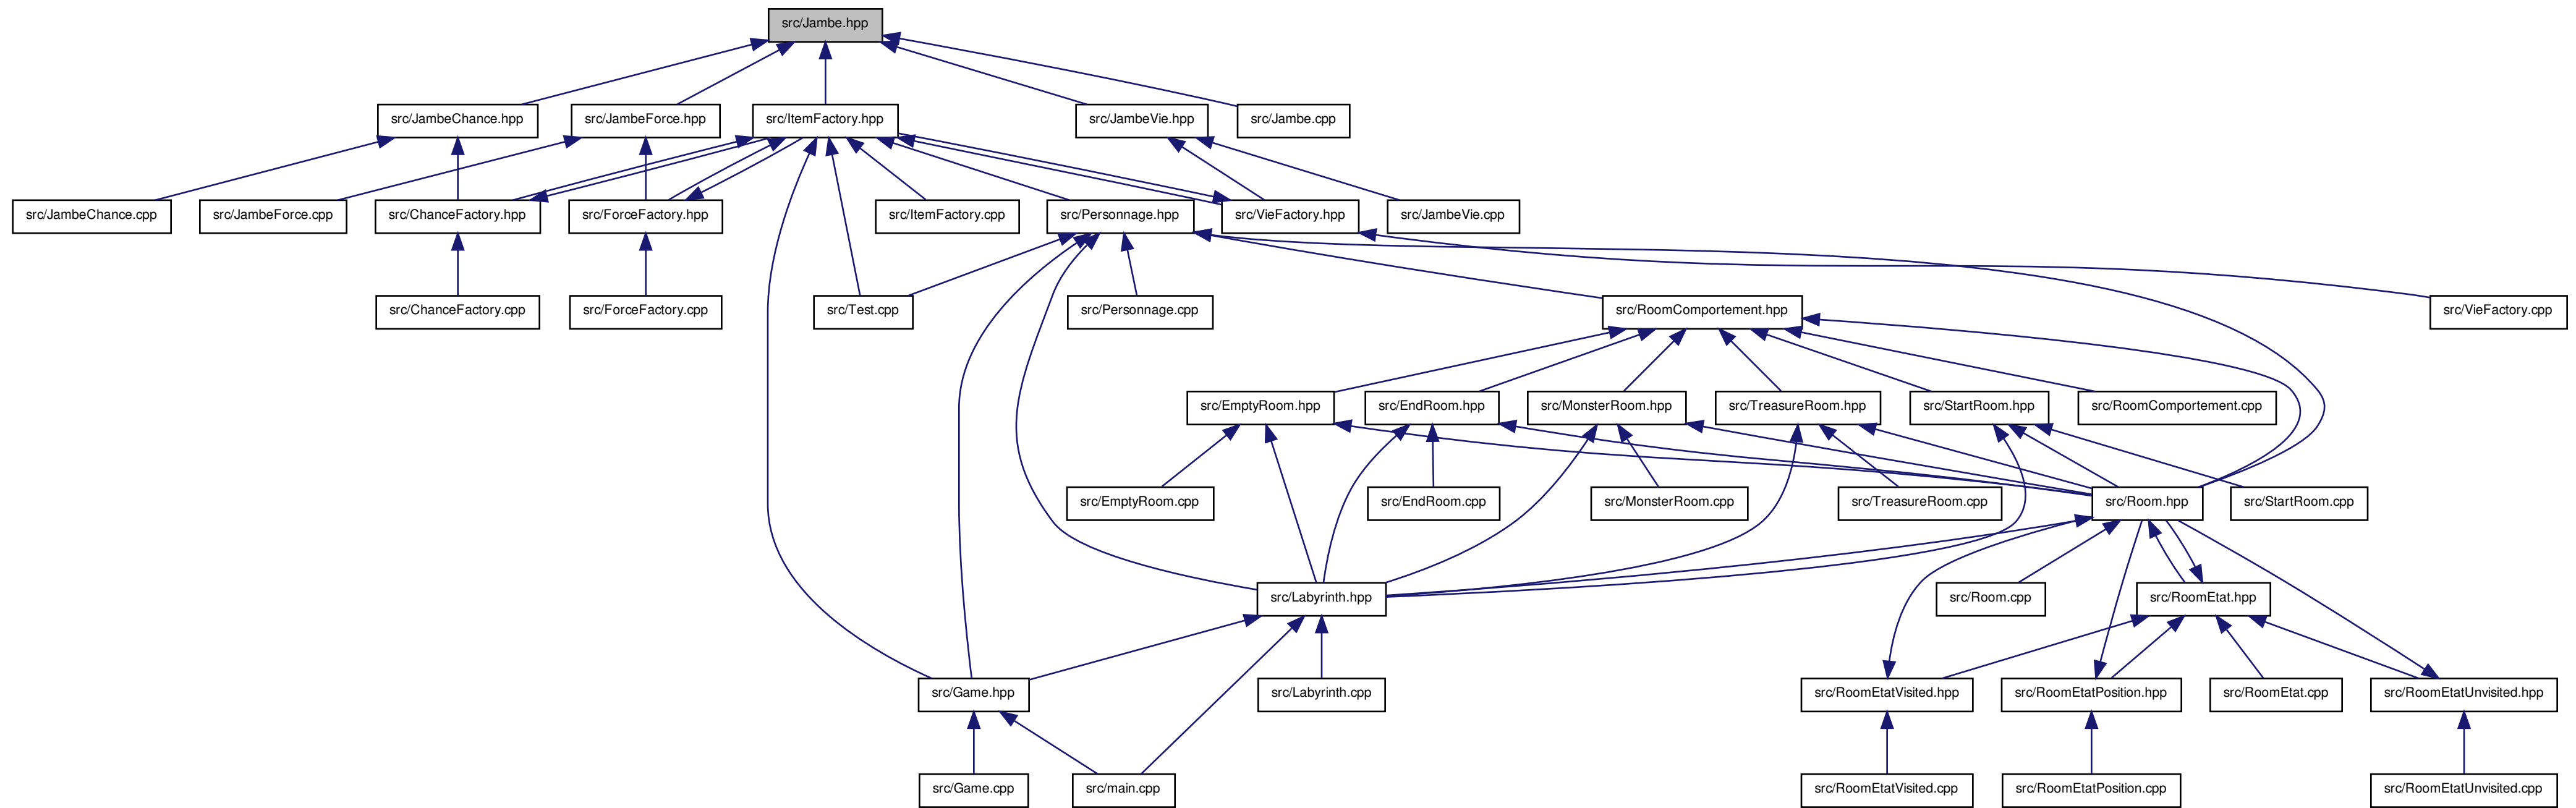 src/Jambe.hpp
src/JambeChance.hpp
src/JambeForce.hpp
src/ItemFactory.hpp
src/JambeVie.hpp
src/Jambe.cpp
src/JambeChance.cpp
src/JambeForce.cpp
src/ChanceFactory.hpp
src/ForceFactory.hpp
src/ItemFactory.cpp
src/Personnage.hpp
src/VieFactory.hpp
src/JambeVie.cpp
src/ChanceFactory.cpp
src/ForceFactory.cpp
src/Test.cpp
src/Personnage.cpp
src/RoomComportement.hpp
src/VieFactory.cpp
src/EmptyRoom.hpp
src/EndRoom.hpp
src/MonsterRoom.hpp
src/TreasureRoom.hpp
src/StartRoom.hpp
src/RoomComportement.cpp
src/EmptyRoom.cpp
src/EndRoom.cpp
src/MonsterRoom.cpp
src/TreasureRoom.cpp
src/Room.hpp
src/StartRoom.cpp
src/Labyrinth.hpp
src/Room.cpp
src/RoomEtat.hpp
src/Game.hpp
src/Labyrinth.cpp
src/RoomEtatVisited.hpp
src/RoomEtatPosition.hpp
src/RoomEtat.cpp
src/RoomEtatUnvisited.hpp
src/Game.cpp
src/main.cpp
src/RoomEtatVisited.cpp
src/RoomEtatPosition.cpp
src/RoomEtatUnvisited.cpp